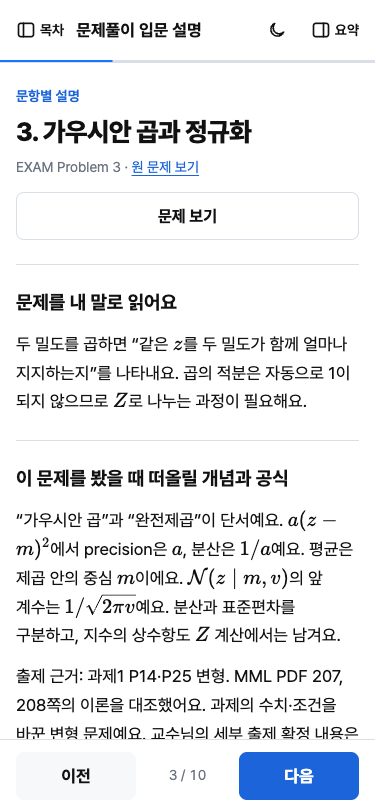 목차 문제풀이 입문 설명 요약
문항별 설명
3. 가우시안 곱과 정규화
EXAM Problem 3 · 원 문제 보기
문제 보기
문제를 내 말로 읽어요
두 밀도를 곱하면 “같은 z를 두 밀도가 함께 얼마나
지지하는지”를 나타내요. 곱의 적분은 자동으로 1이
되지 않으므로 Z로 나누는 과정이 필요해요.
이 문제를 봤을 때 떠올릴 개념과 공식
“가우시안 곱”과 “완전제곱”이 단서예요. a(z −
m)²에서 precision은 a, 분산은 1/a예요. 평균은
제곱 안의 중심 m이에요. 𝒩(z ∣ m, v)의 앞
계수는 1/√(2πv)예요. 분산과 표준편차를
구분하고, 지수의 상수항도 Z 계산에서는 남겨요.
출제 근거: 과제1 P14·P25 변형. MML PDF 207,
208쪽의 이론을 대조했어요. 과제의 수치·조건을
바꾼 변형 문제예요. 교수님의 세부 출제 확정 내용은
이전 3 / 10 다음